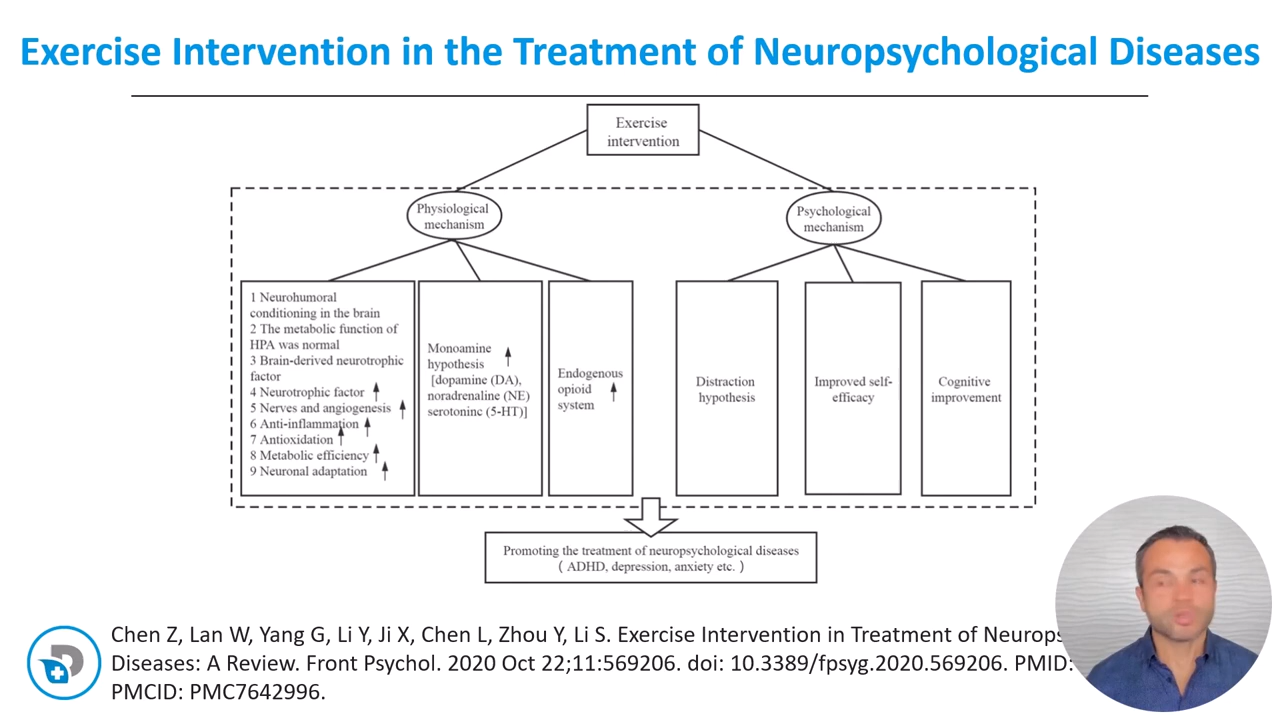 Exercise Intervention in the Treatment of Neuropsychological Diseases
Exercise
intervention
Physiological
mechanism
Psychological
mechanism
1 Neurohumoral
conditioning in the brain
2 The metabolic function of
HPA was normal
3 Brain-derived neurotrophic
factor
4 Neurotrophic factor
5 Nerves and angiogenesis
6 Anti-inflammation
7 Antioxidation
8 Metabolic efficiency
9 Neuronal adaptation
Monoamine
hypothesis
[dopamine (DA),
noradrenaline (NE)
serotoninc (5-HT)]
Endogenous
opioid
system
Distraction
hypothesis
Improved self-
efficacy
Cognitive
improvement
Promoting the treatment of neuropsychological diseases
( ADHD, depression, anxiety etc. )
Chen Z, Lan W, Yang G, Li Y, Ji X, Chen L, Zhou Y, Li S. Exercise Intervention in Treatment of
Diseases: A Review. Front Psychol. 2020 Oct 22;11:569206. doi: 10.3389/fpsyg.2020.569206. PMID:
PMCID: PMC7642996.